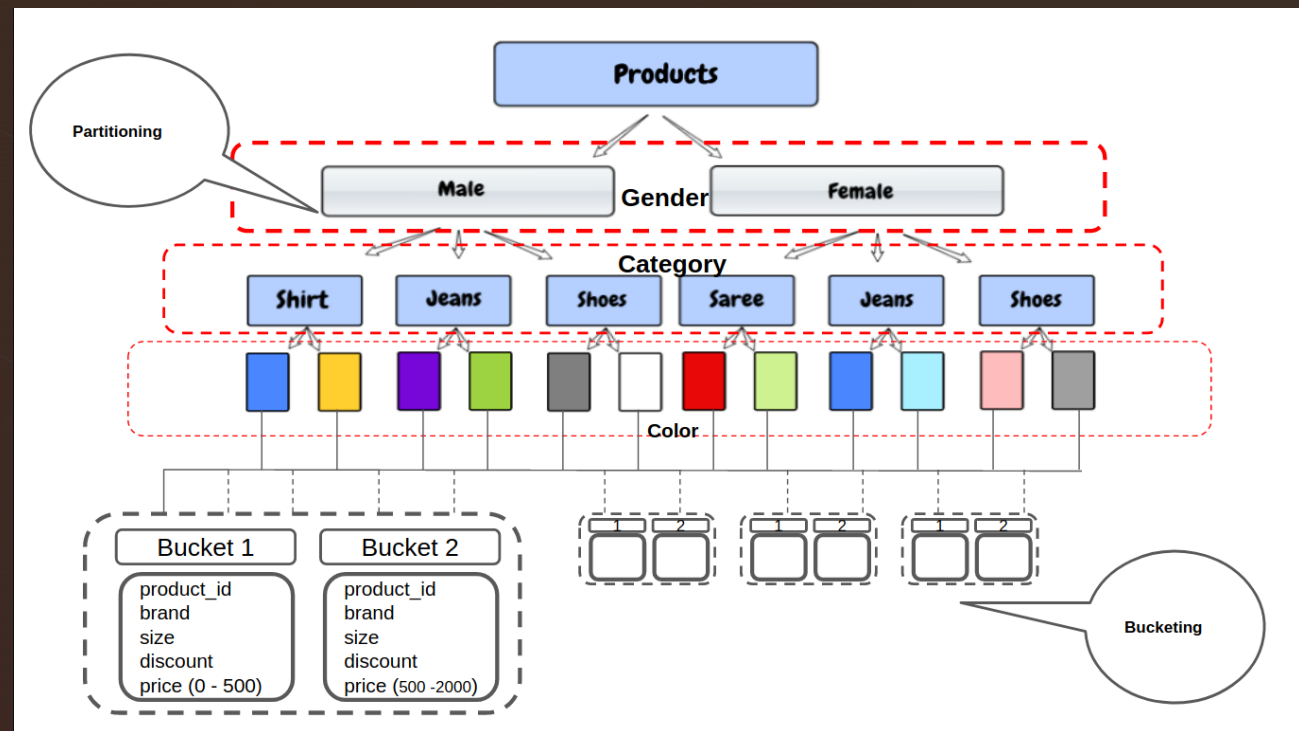 Products
Partitioning
Male
Gender
Female
Category
Shirt
Jeans
Shoes
Saree
Jeans
Shoes
Color
Bucket 1
Bucket 2
1
2
1
2
1
2
product_id
brand
size
discount
price (0 - 500)
product_id
brand
size
discount
price (500 -2000)
Bucketing